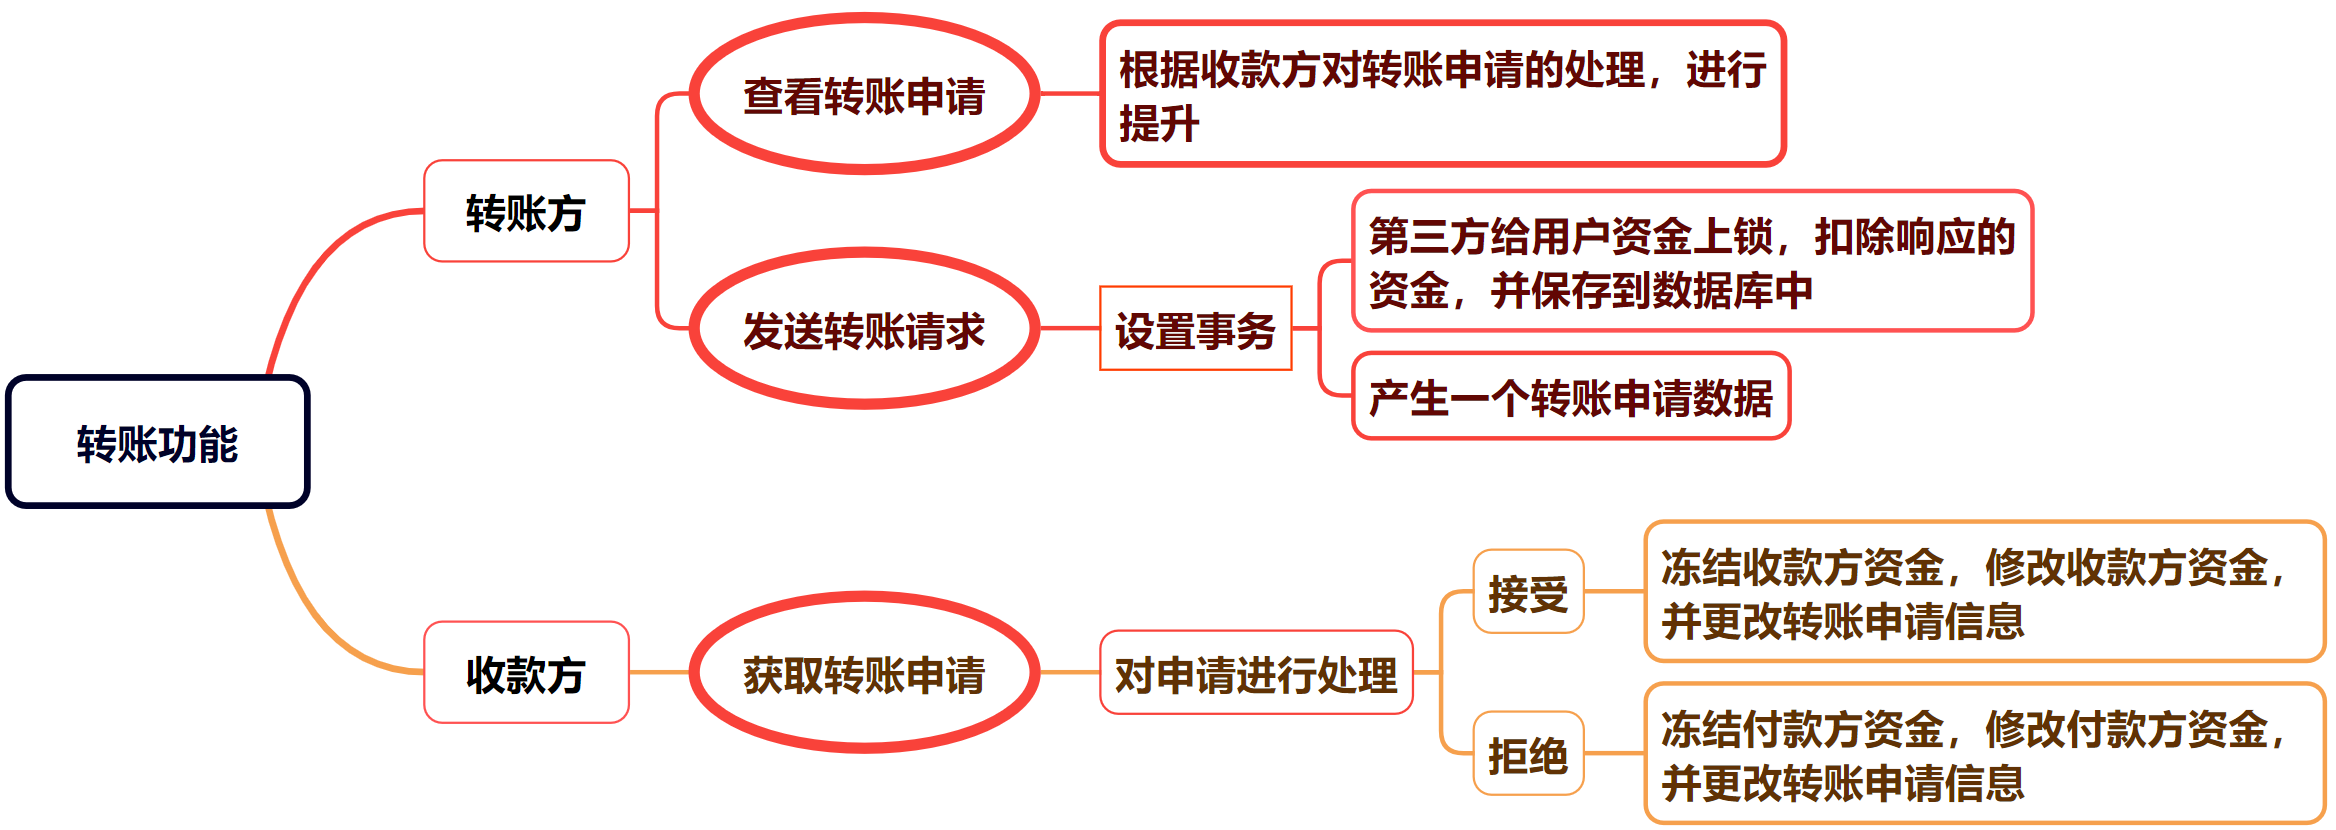 转账功能
转账方
查看转账申请
根据收款方对转账申请的处理，进行
提升
发送转账请求
设置事务
第三方给用户资金上锁，扣除响应的
资金，并保存到数据库中
产生一个转账申请数据
收款方
获取转账申请
对申请进行处理
接受
冻结收款方资金，修改收款方资金，
并更改转账申请信息
拒绝
冻结付款方资金，修改付款方资金，
并更改转账申请信息